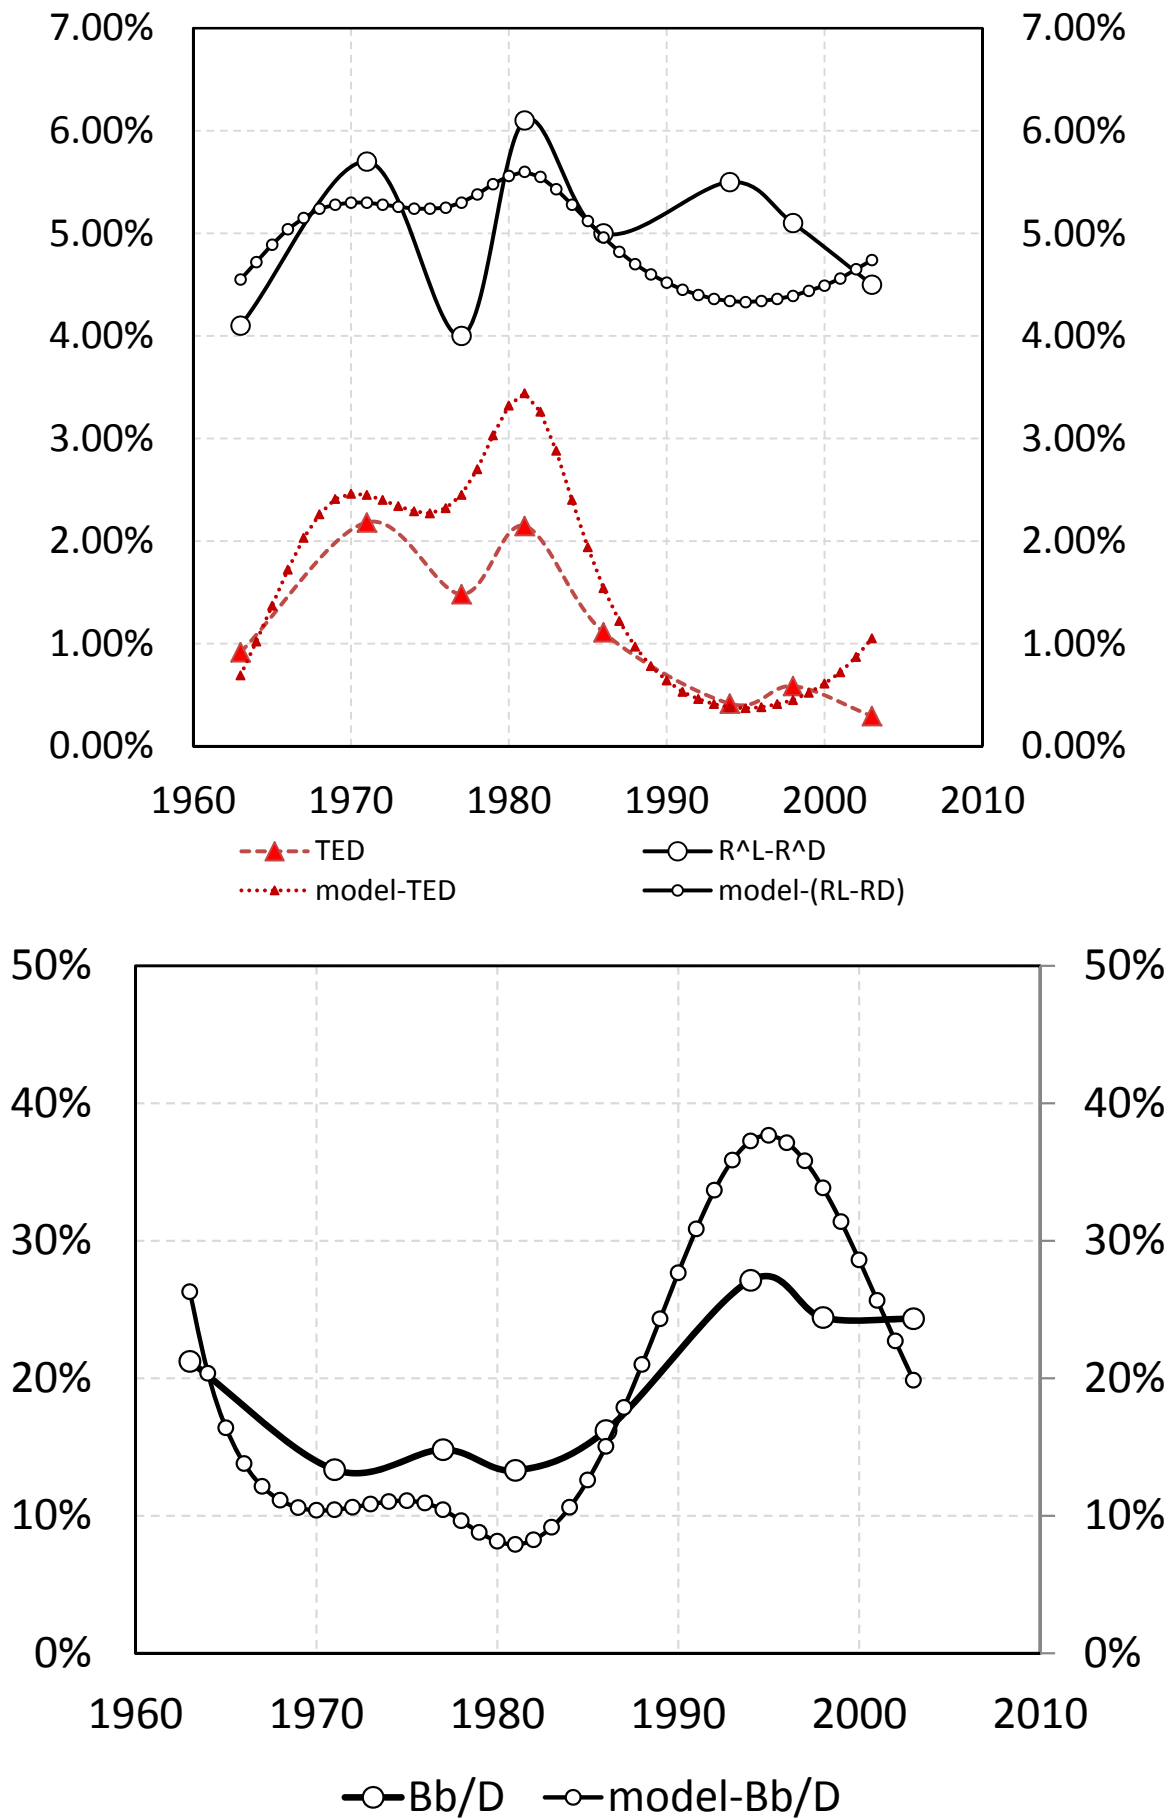 7.00% 7.00%
6.00% 6.00%
5.00% 5.00%
4.00% 4.00%
3.00% 3.00%
2.00% 2.00%
1.00% 1.00%
0.00% 0.00%
1960 1970 1980 1990 2000 2010
TED R^L-R^D
model-TED model-(RL-RD)
50% 50%
40% 40%
30% 30%
20% 20%
10% 10%
0% 0%
1960 1970 1980 1990 2000 2010
Bb/D model-Bb/D